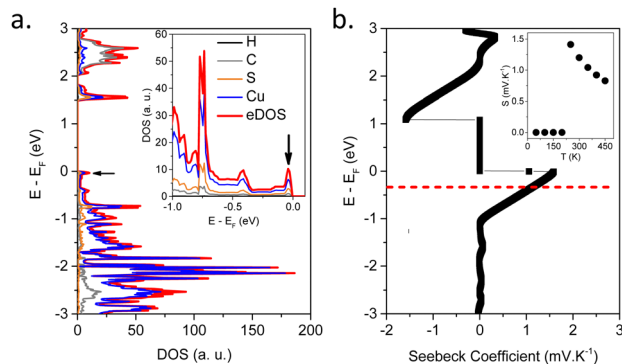 a.
b.
3
2
1
0
-1
-2
-3
E - E_F (eV)
0 50 100 150 200
DOS (a. u.)
H
C
S
Cu
eDOS
60
50
40
30
20
10
0
DOS (a. u.)
-1.0 -0.5 0.0
E - E_F (eV)
3
2
1
0
-1
-2
-3
E - E_F (eV)
-2 -1 0 1 2 3
Seebeck Coefficient (mV.K⁻¹)
1.5
1.0
0.5
0.0
S (mV.K⁻¹)
0 150 300 450
T (K)